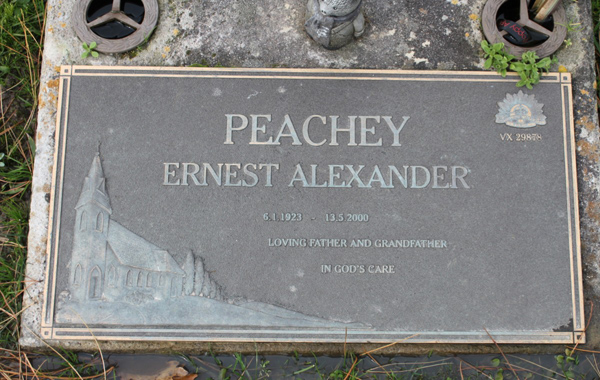 PEACHEY
VX 29878
ERNEST ALEXANDER
6.1.1923 - 13.5.2000
LOVING FATHER AND GRANDFATHER
IN GOD'S CARE